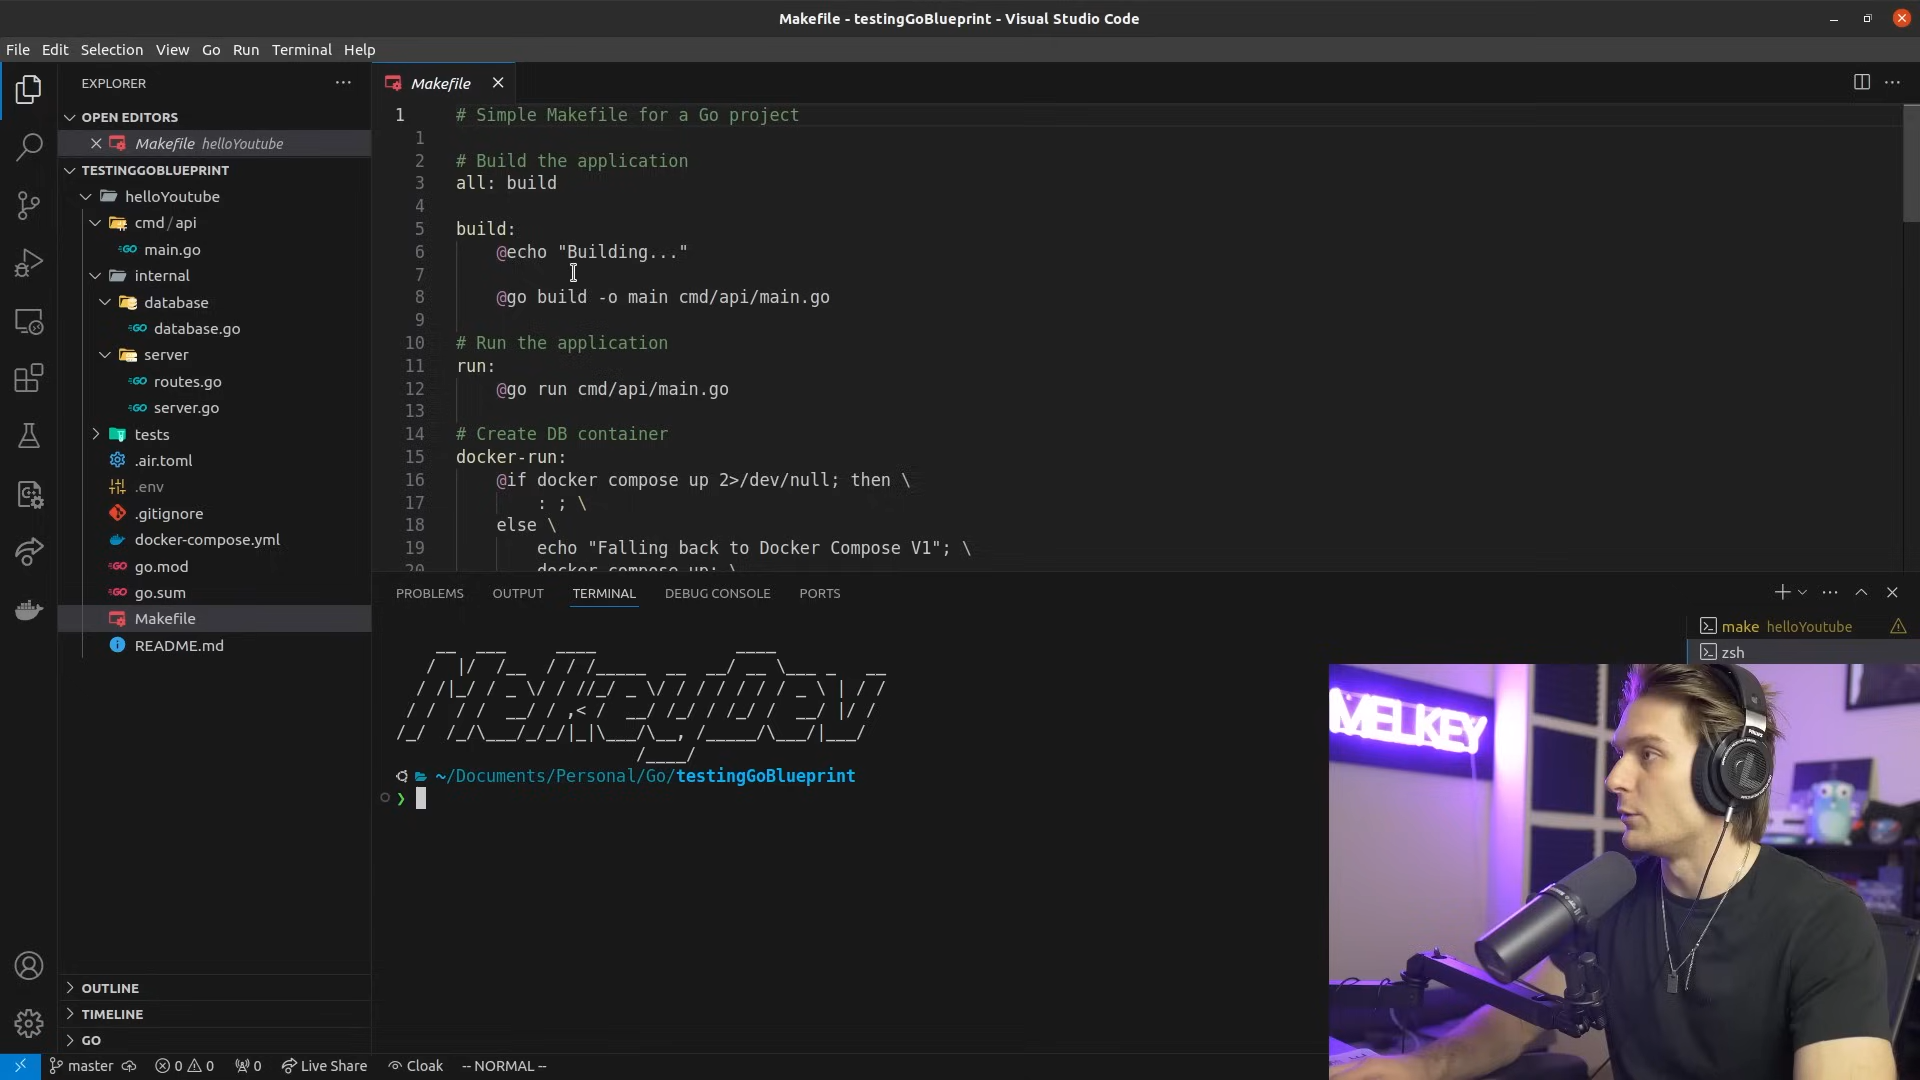 Makefile - testingGoBlueprint - Visual Studio Code
File Edit Selection View Go Run Terminal Help
EXPLORER
OPEN EDITORS
Makefile helloYoutube
TESTINGGOBLUEPRINT
helloYoutube
cmd / api
main.go
internal
database
database.go
server
routes.go
server.go
tests
.air.toml
.env
.gitignore
docker-compose.yml
go.mod
go.sum
Makefile
README.md
OUTLINE
TIMELINE
GO
Makefile
1 # Simple Makefile for a Go project
1
2 # Build the application
3 all: build
4
5 build:
6 @echo "Building..."
7
8 @go build -o main cmd/api/main.go
9
10 # Run the application
11 run:
12 @go run cmd/api/main.go
13
14 # Create DB container
15 docker-run:
16 @if docker compose up 2>/dev/null; then \
17 : ; \
18 else \
19 echo "Falling back to Docker Compose V1"; \
20 docker compose up; \
PROBLEMS OUTPUT TERMINAL DEBUG CONSOLE PORTS
make helloYoutube
zsh
MelkeyDev
~/Documents/Personal/Go/testingGoBlueprint
❯
MELKEY
master 0 0 0 Live Share Cloak -- NORMAL --